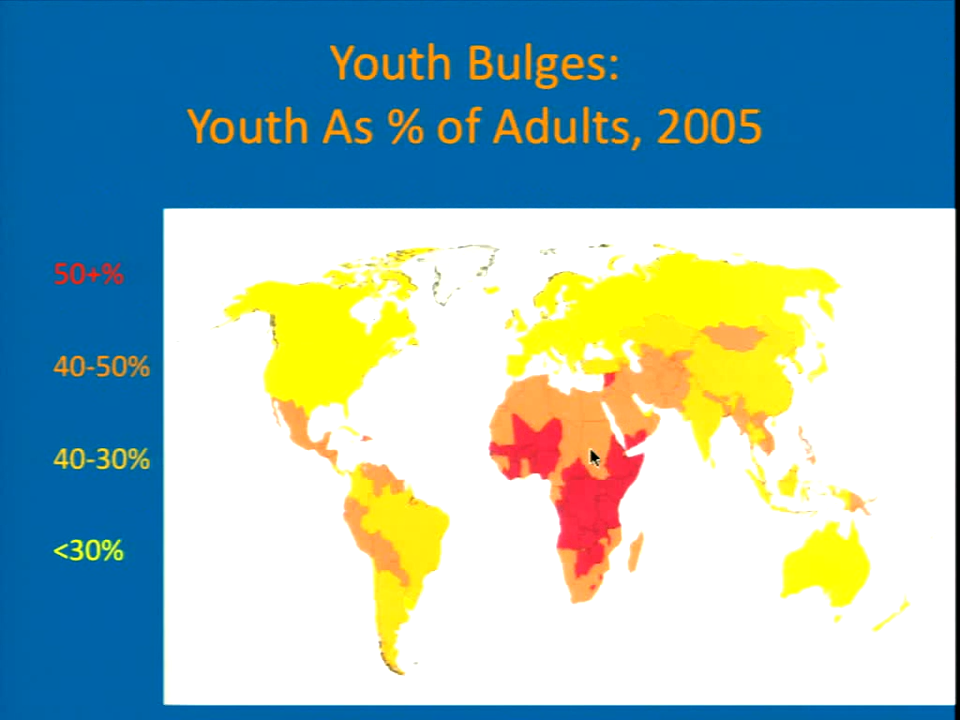 Youth Bulges:
Youth As % of Adults, 2005
50+%
40-50%
40-30%
<30%